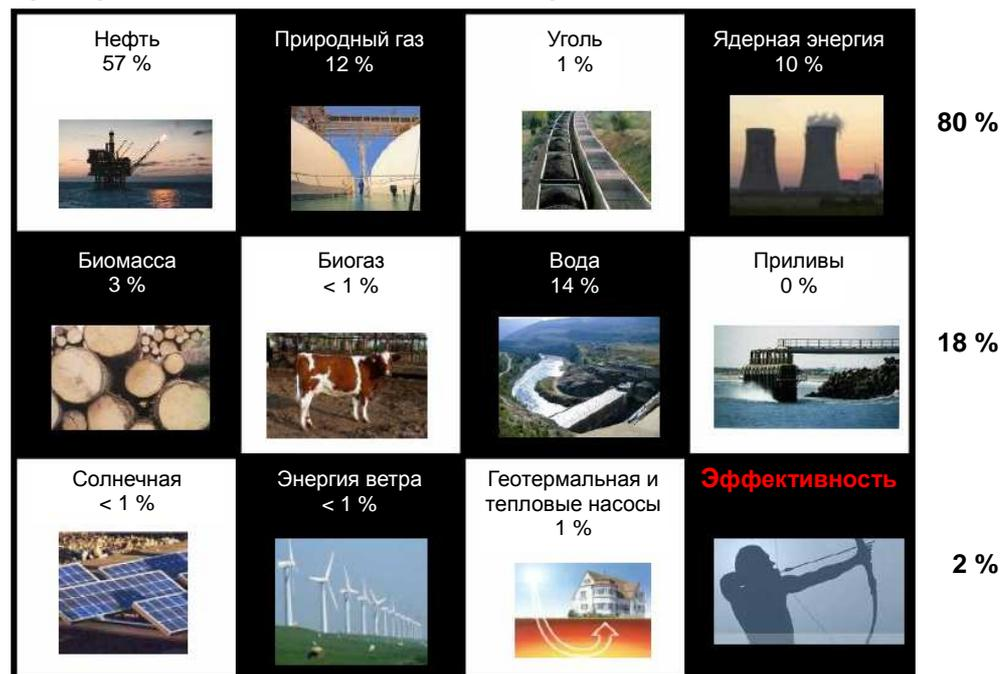 Нефть
57 %
Природный газ
12 %
Уголь
1 %
Ядерная энергия
10 %
80 %
Биомасса
3 %
Биогаз
< 1 %
Вода
14 %
Приливы
0 %
18 %
Солнечная
< 1 %
Энергия ветра
< 1 %
Геотермальная и
тепловые насосы
1 %
Эффективность
2 %